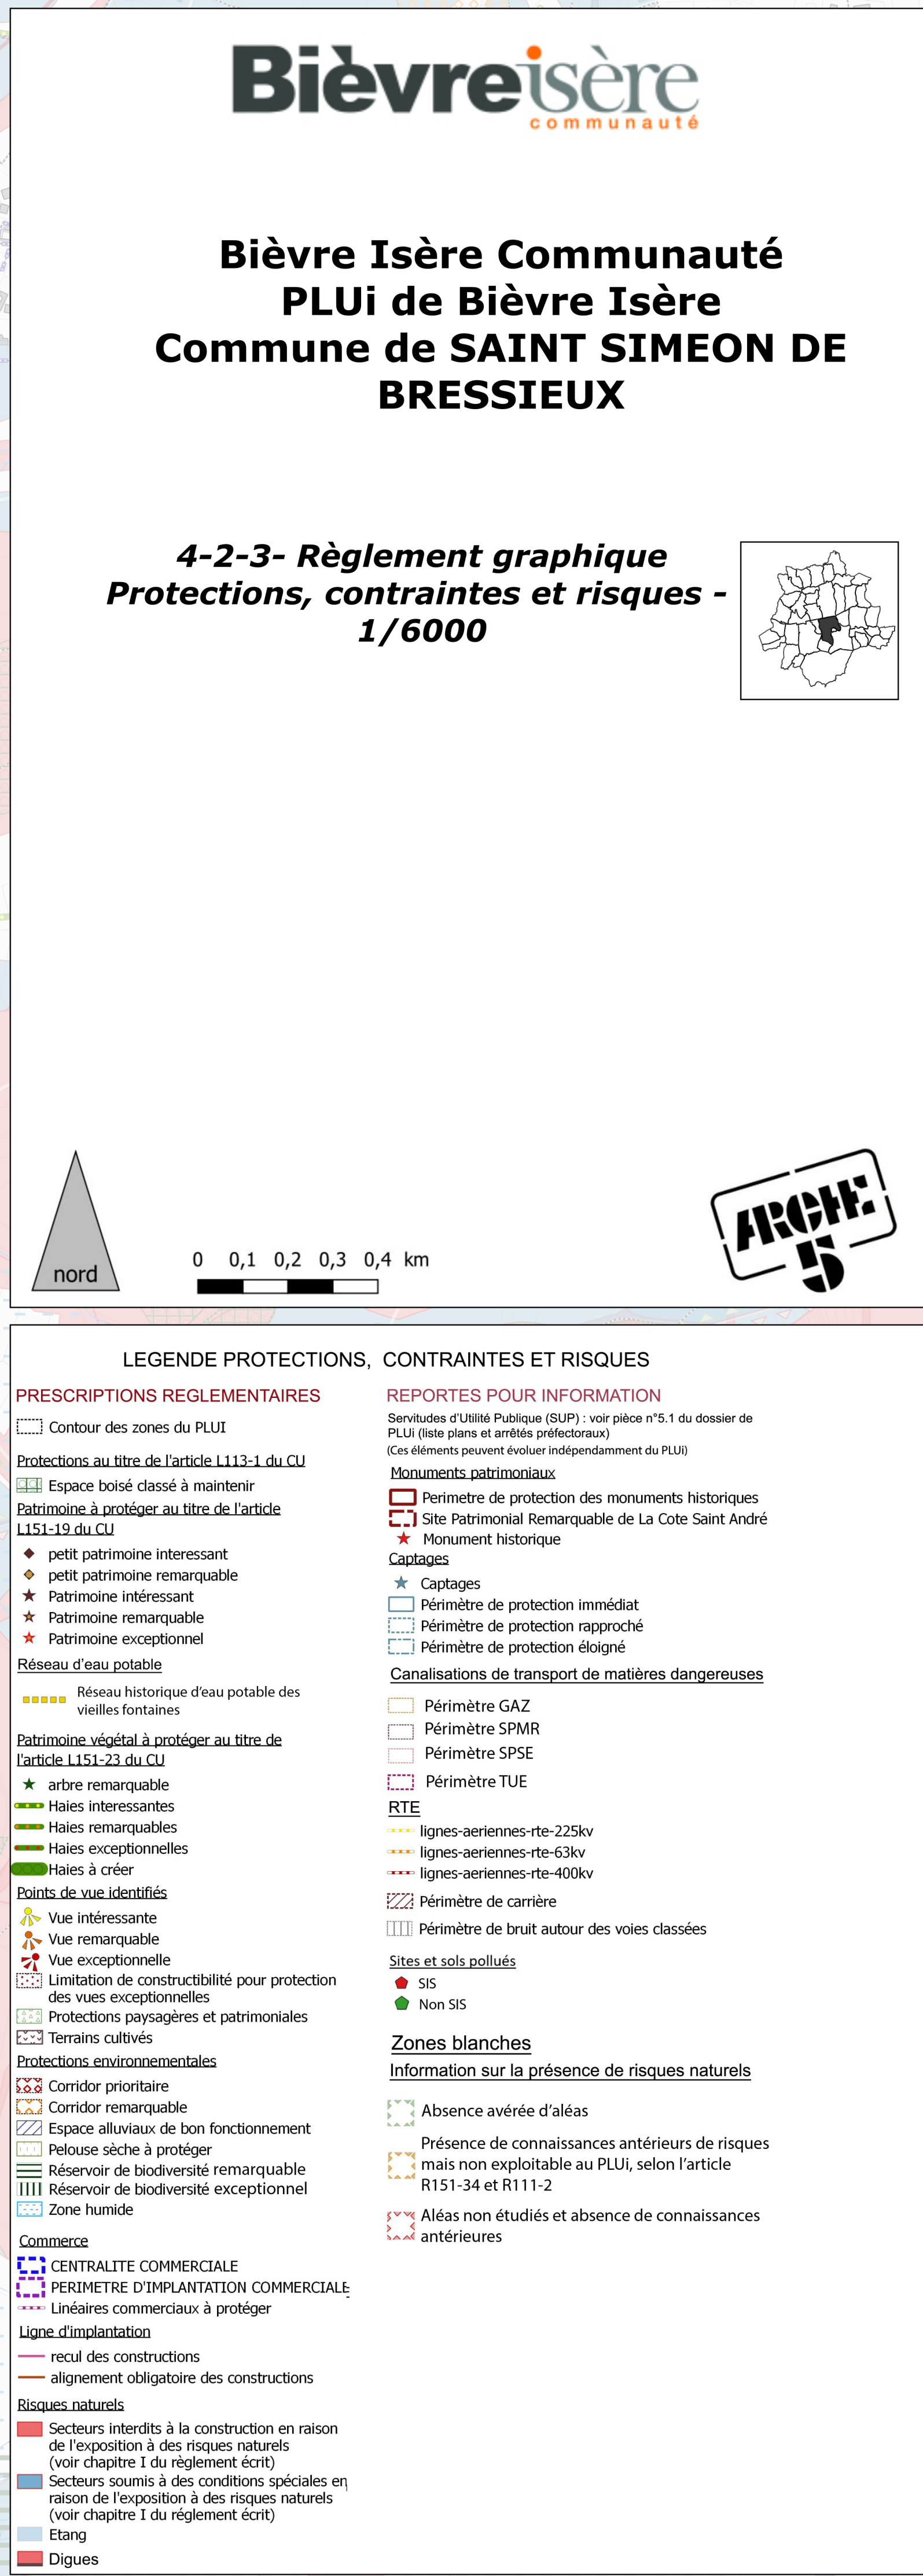 Bièvreisère
communauté
Bièvre Isère Communauté
PLUi de Bièvre Isère
Commune de SAINT SIMEON DE
BRESSIEUX
4-2-3- Règlement graphique
Protections, contraintes et risques -
1/6000
nord
0 0,1 0,2 0,3 0,4 km
ARCHE
5
LEGENDE PROTECTIONS, CONTRAINTES ET RISQUES
PRESCRIPTIONS REGLEMENTAIRES
Contour des zones du PLUI
Protections au titre de l'article L113-1 du CU
Espace boisé classé à maintenir
Patrimoine à protéger au titre de l'article
L151-19 du CU
petit patrimoine interessant
petit patrimoine remarquable
Patrimoine intéressant
Patrimoine remarquable
Patrimoine exceptionnel
Réseau d'eau potable
Réseau historique d'eau potable des
vieilles fontaines
Patrimoine végétal à protéger au titre de
l'article L151-23 du CU
arbre remarquable
Haies interessantes
Haies remarquables
Haies exceptionnelles
Haies à créer
Points de vue identifiés
Vue intéressante
Vue remarquable
Vue exceptionnelle
Limitation de constructibilité pour protection
des vues exceptionnelles
Protections paysagères et patrimoniales
Terrains cultivés
Protections environnementales
Corridor prioritaire
Corridor remarquable
Espace alluviaux de bon fonctionnement
Pelouse sèche à protéger
Réservoir de biodiversité remarquable
Réservoir de biodiversité exceptionnel
Zone humide
Commerce
CENTRALITE COMMERCIALE
PERIMETRE D'IMPLANTATION COMMERCIALE
Linéaires commerciaux à protéger
Ligne d'implantation
recul des constructions
alignement obligatoire des constructions
Risques naturels
Secteurs interdits à la construction en raison
de l'exposition à des risques naturels
(voir chapitre I du règlement écrit)
Secteurs soumis à des conditions spéciales en
raison de l'exposition à des risques naturels
(voir chapitre I du réglement écrit)
Etang
Digues
REPORTES POUR INFORMATION
Servitudes d'Utilité Publique (SUP) : voir pièce n°5.1 du dossier de
PLUi (liste plans et arrêtés préfectoraux)
(Ces éléments peuvent évoluer indépendamment du PLUi)
Monuments patrimoniaux
Perimetre de protection des monuments historiques
Site Patrimonial Remarquable de La Cote Saint André
Monument historique
Captages
Captages
Périmètre de protection immédiat
Périmètre de protection rapproché
Périmètre de protection éloigné
Canalisations de transport de matières dangereuses
Périmètre GAZ
Périmètre SPMR
Périmètre SPSE
Périmètre TUE
RTE
lignes-aeriennes-rte-225kv
lignes-aeriennes-rte-63kv
lignes-aeriennes-rte-400kv
Périmètre de carrière
Périmètre de bruit autour des voies classées
Sites et sols pollués
SIS
Non SIS
Zones blanches
Information sur la présence de risques naturels
Absence avérée d'aléas
Présence de connaissances antérieurs de risques
mais non exploitable au PLUi, selon l'article
R151-34 et R111-2
Aléas non étudiés et absence de connaissances
antérieures